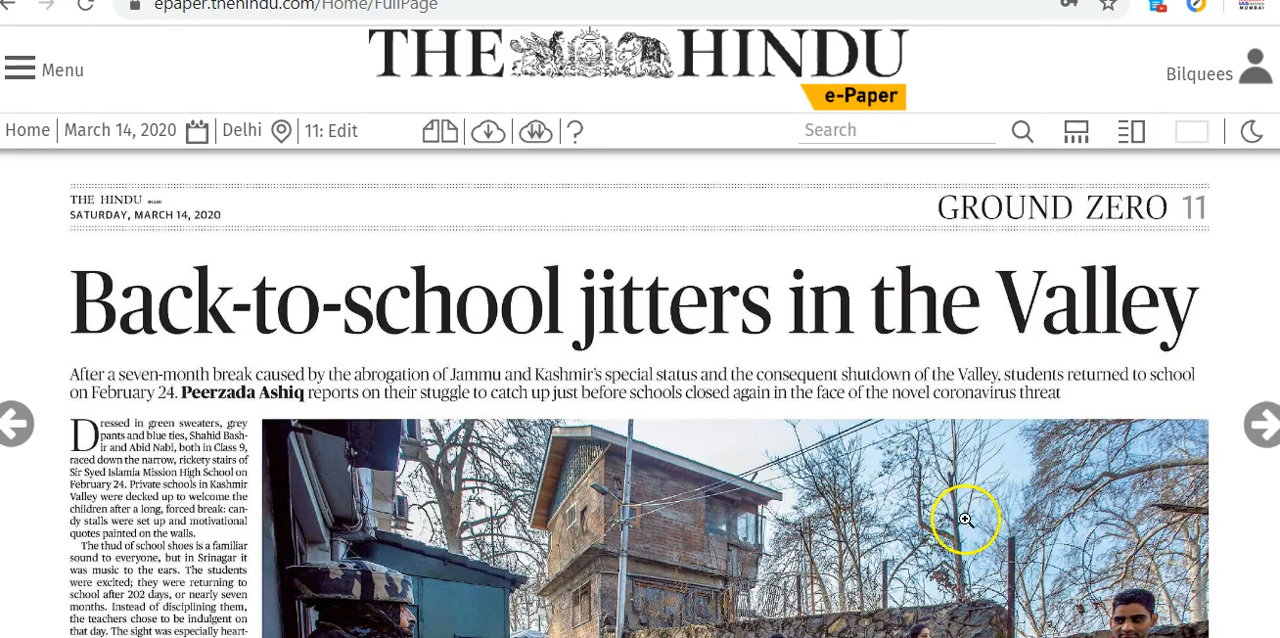 epaper.thehindu.com/Home/FullPage
THE HINDU
e-Paper
Menu
Bilquees
Home March 14, 2020 Delhi 11: Edit
Search
THE HINDU
SATURDAY, MARCH 14, 2020
GROUND ZERO 11
Back-to-school jitters in the Valley
After a seven-month break caused by the abrogation of Jammu and Kashmir's special status and the consequent shutdown of the Valley, students returned to school
on February 24. Peerzada Ashiq reports on their stuggle to catch up just before schools closed again in the face of the novel coronavirus threat
Dressed in green sweaters, grey
pants and blue ties, Shahid Bash-
ir and Abid Nabi, both in Class 9,
raced down the narrow, rickety stairs of
Sir Syed Islamia Mission High School on
February 24. Private schools in Kashmir
Valley were decked up to welcome the
children after a long, forced break: can-
dy stalls were set up and motivational
quotes painted on the walls.
The thud of school shoes is a familiar
sound to everyone, but in Srinagar it
was music to the ears. The students
were excited; they were returning to
school after 202 days, or nearly seven
months. Instead of disciplining them,
the teachers chose to be indulgent on
that day. The sight was especially heart-